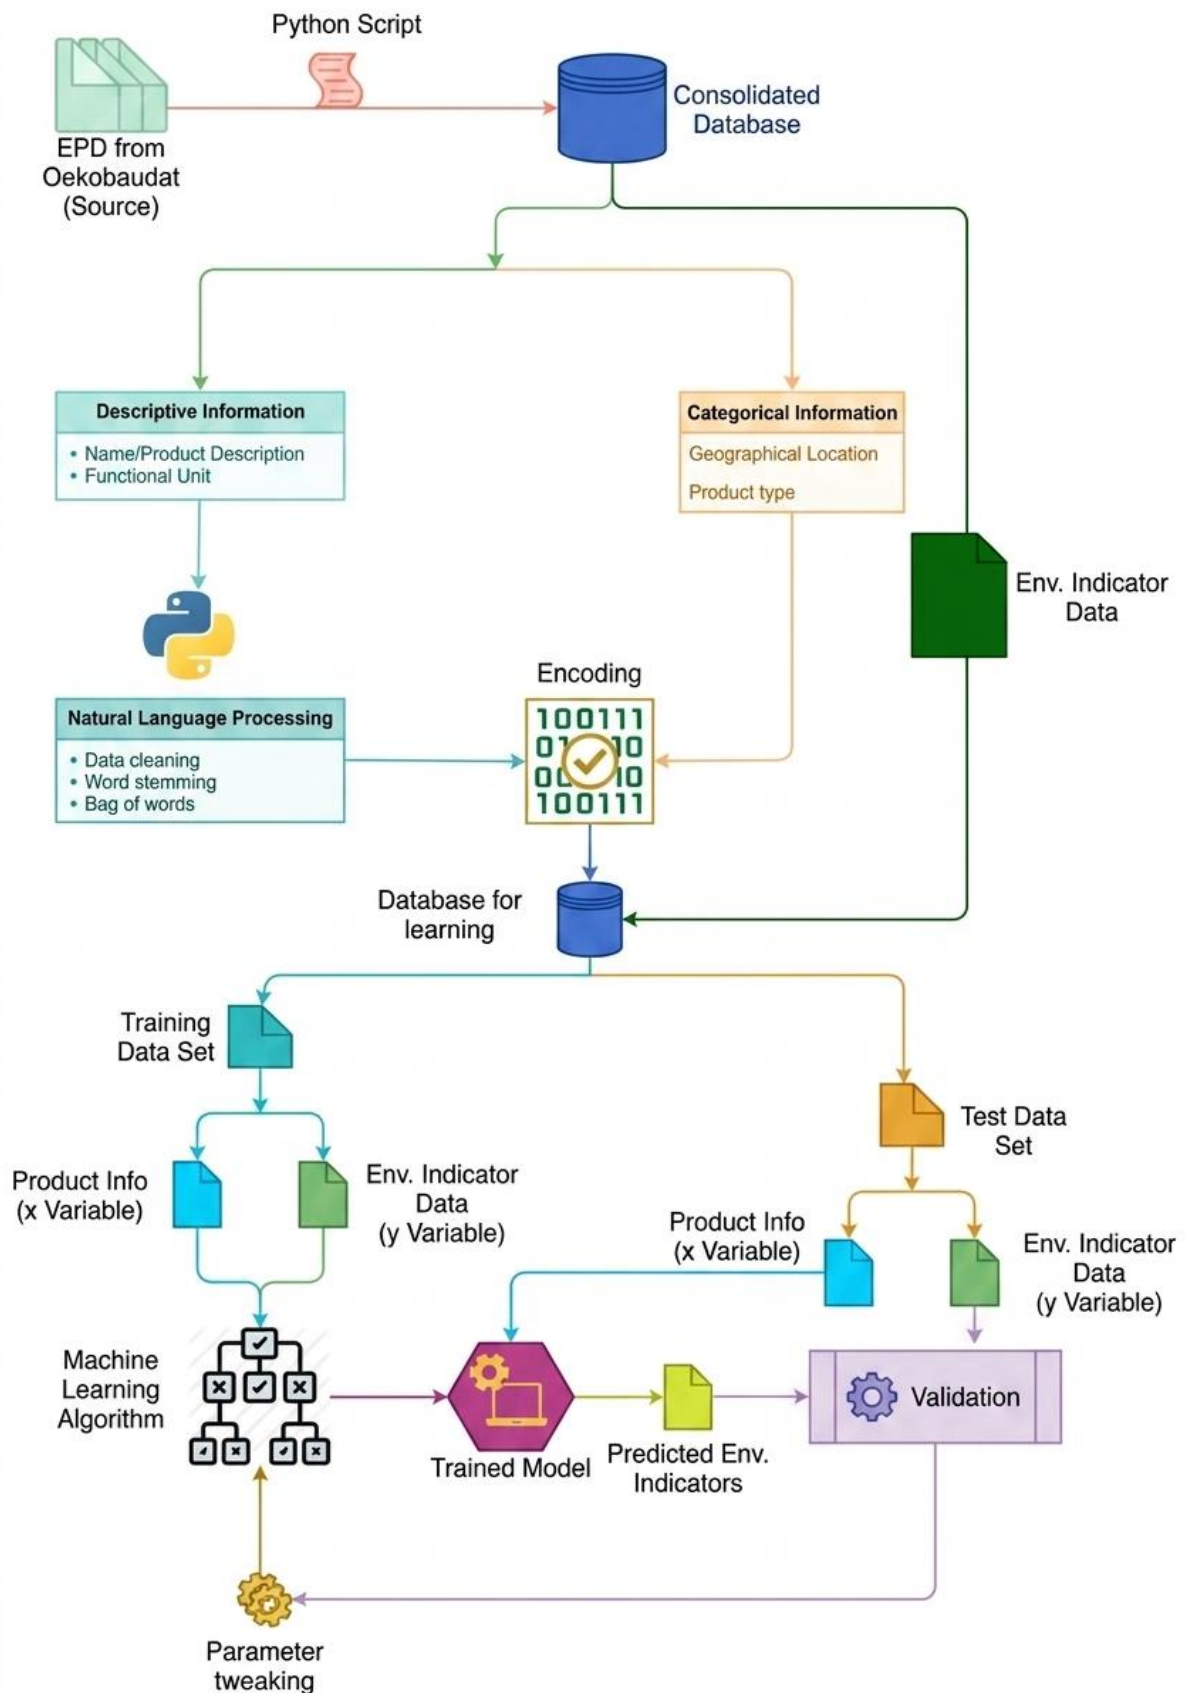 Python Script
EPD from
Oekobaudat
(Source)
Consolidated
Database
Descriptive Information
• Name/Product Description
• Functional Unit
Categorical Information
Geographical Location
Product type
Env. Indicator
Data
Encoding
100111
100111
Natural Language Processing
• Data cleaning
• Word stemming
• Bag of words
Database for
learning
Training
Data Set
Test Data
Set
Product Info
(x Variable)
Env. Indicator
Data
(y Variable)
Product Info
(x Variable)
Env. Indicator
Data
(y Variable)
Machine
Learning
Algorithm
Trained Model
Predicted Env.
Indicators
Validation
Parameter
tweaking